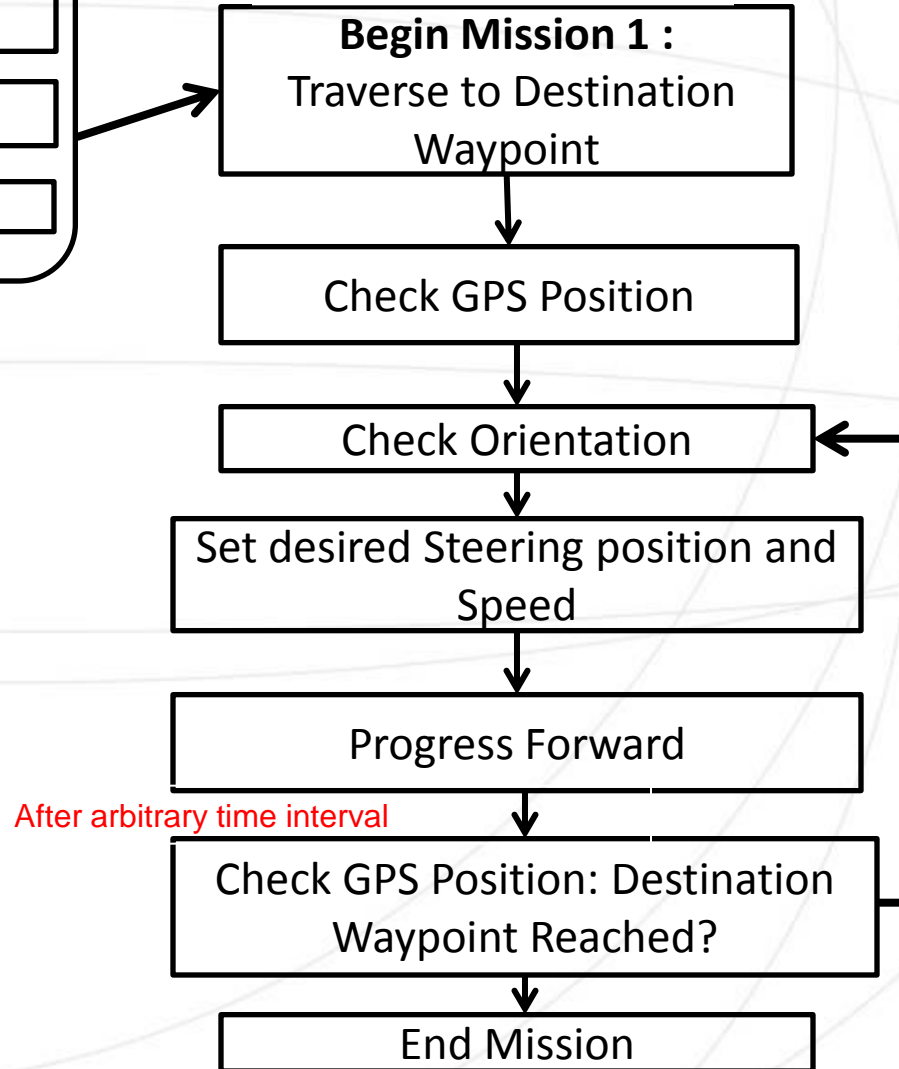 Begin Mission 1 :
Traverse to Destination
Waypoint
Check GPS Position
Check Orientation
Set desired Steering position and
Speed
Progress Forward
After arbitrary time interval
Check GPS Position: Destination
Waypoint Reached?
End Mission